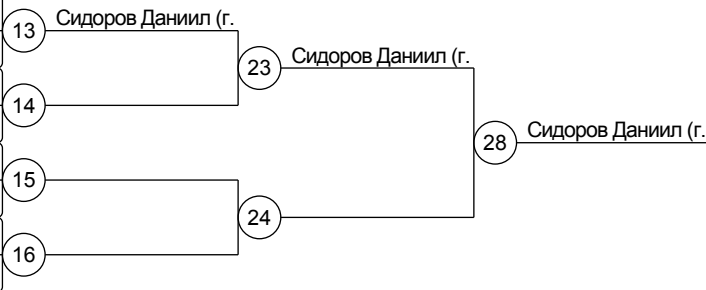 13 Сидоров Даниил (г.
23 Сидоров Даниил (г.
14
28 Сидоров Даниил (г.
15
24
16